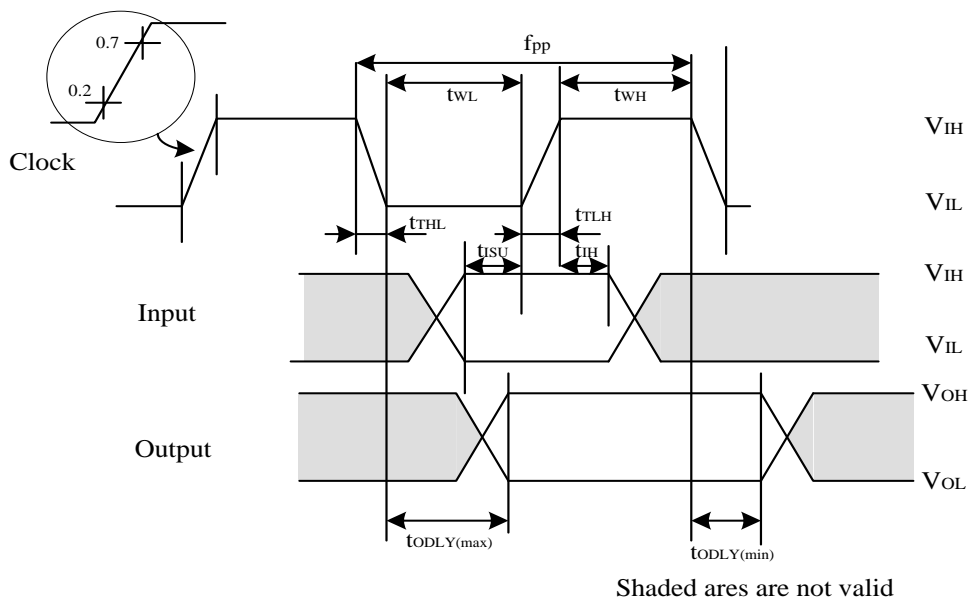 0.7
0.2
fpp
tWL
tWH
Clock
VIH
VIL
tTHL
tTLH
tISU
tIH
Input
VIH
VIL
Output
VOH
VOL
tODLY(max)
tODLY(min)
Shaded ares are not valid